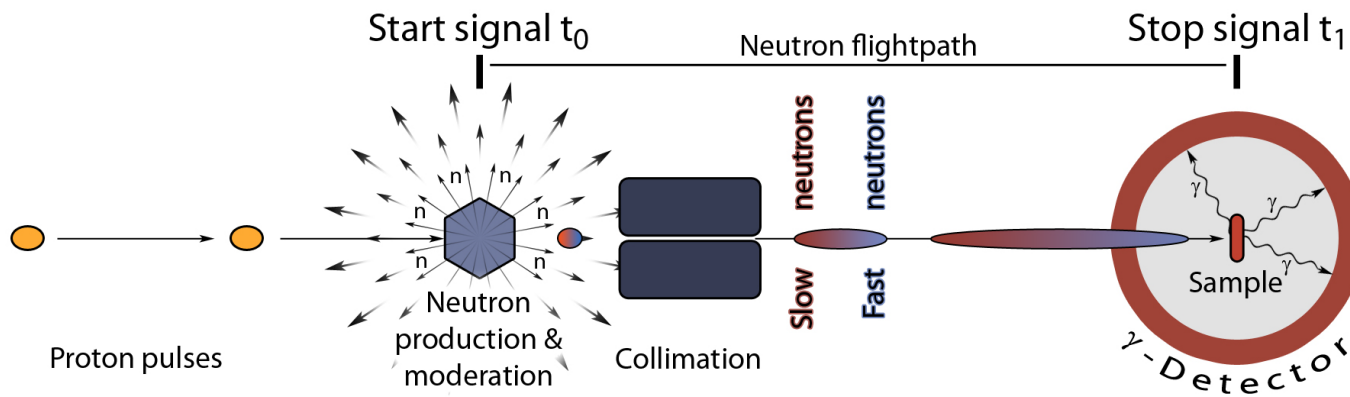 Start signal t0
Neutron flightpath
Stop signal t1
Slow neutrons
Fast neutrons
n
n
n
n
n
n
γ
γ
γ
Sample
Neutron
production &
moderation
Proton pulses
Collimation
γ-Detector